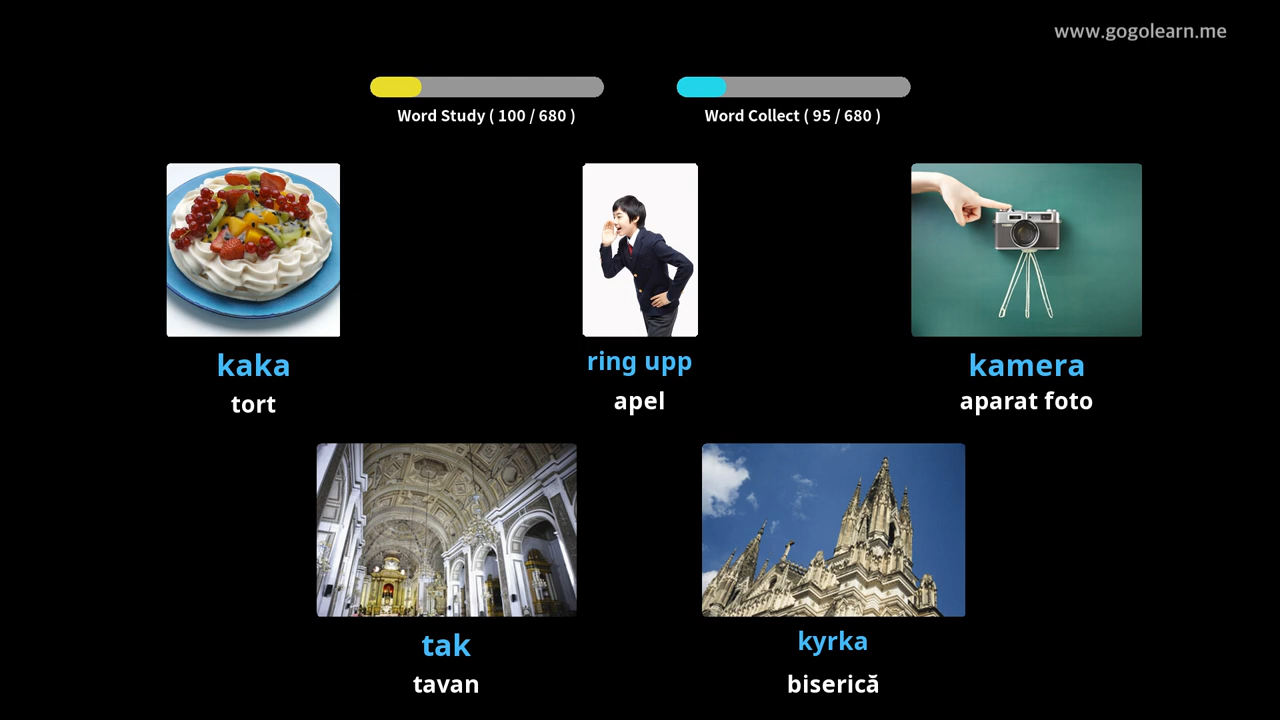 www.gogolearn.me
Word Study ( 100 / 680 )
Word Collect ( 95 / 680 )
kaka
tort
ring upp
apel
kamera
aparat foto
tak
tavan
kyrka
biserică